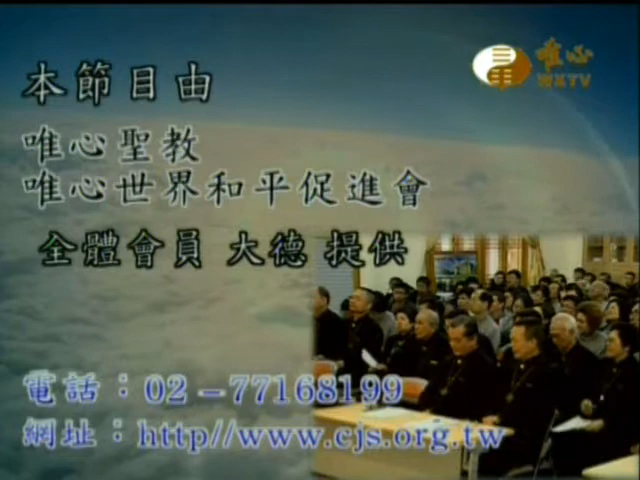 唯心
WXTV
本節目由
唯心聖教
唯心世界和平促進會
全體會員 大德 提供
電話：02－77168199
網址：http//www.cjs.org.tw